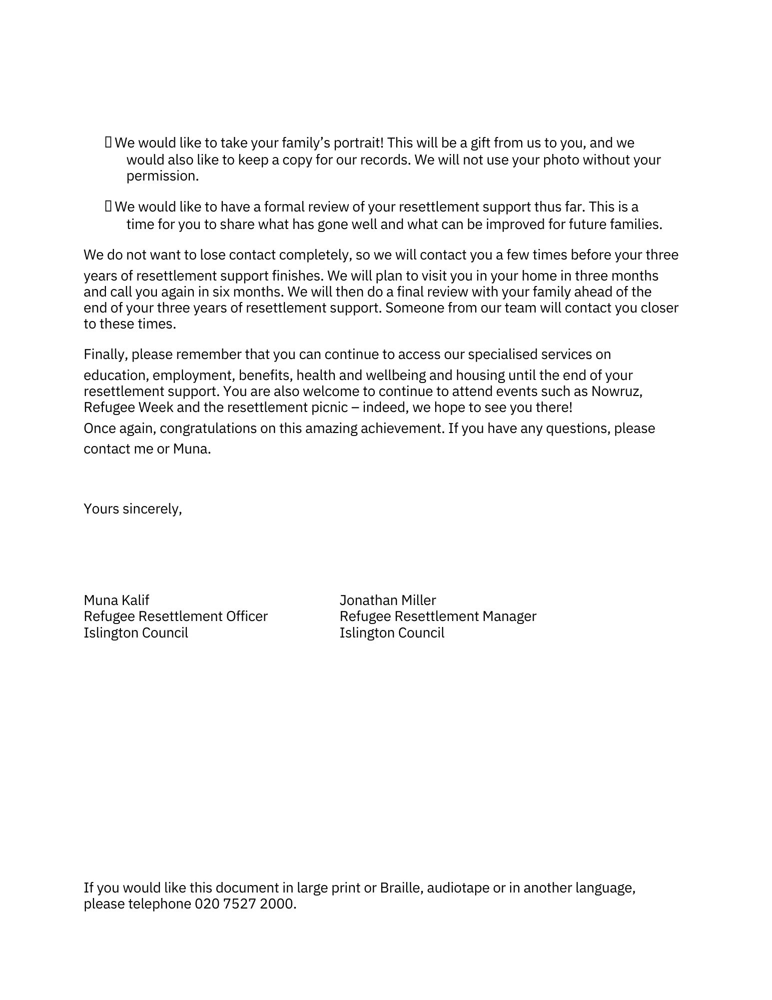 We would like to take your family’s portrait! This will be a gift from us to you, and we
would also like to keep a copy for our records. We will not use your photo without your
permission.
We would like to have a formal review of your resettlement support thus far. This is a
time for you to share what has gone well and what can be improved for future families.
We do not want to lose contact completely, so we will contact you a few times before your three
years of resettlement support finishes. We will plan to visit you in your home in three months
and call you again in six months. We will then do a final review with your family ahead of the
end of your three years of resettlement support. Someone from our team will contact you closer
to these times.
Finally, please remember that you can continue to access our specialised services on
education, employment, benefits, health and wellbeing and housing until the end of your
resettlement support. You are also welcome to continue to attend events such as Nowruz,
Refugee Week and the resettlement picnic – indeed, we hope to see you there!
Once again, congratulations on this amazing achievement. If you have any questions, please
contact me or Muna.
Yours sincerely,
Muna Kalif
Refugee Resettlement Officer
Islington Council
Jonathan Miller
Refugee Resettlement Manager
Islington Council
If you would like this document in large print or Braille, audiotape or in another language,
please telephone 020 7527 2000.